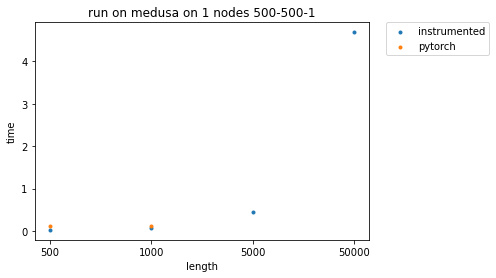 run on medusa on 1 nodes 500-500-1
instrumented
pytorch
4
3
2
1
0
time
500
1000
5000
50000
length